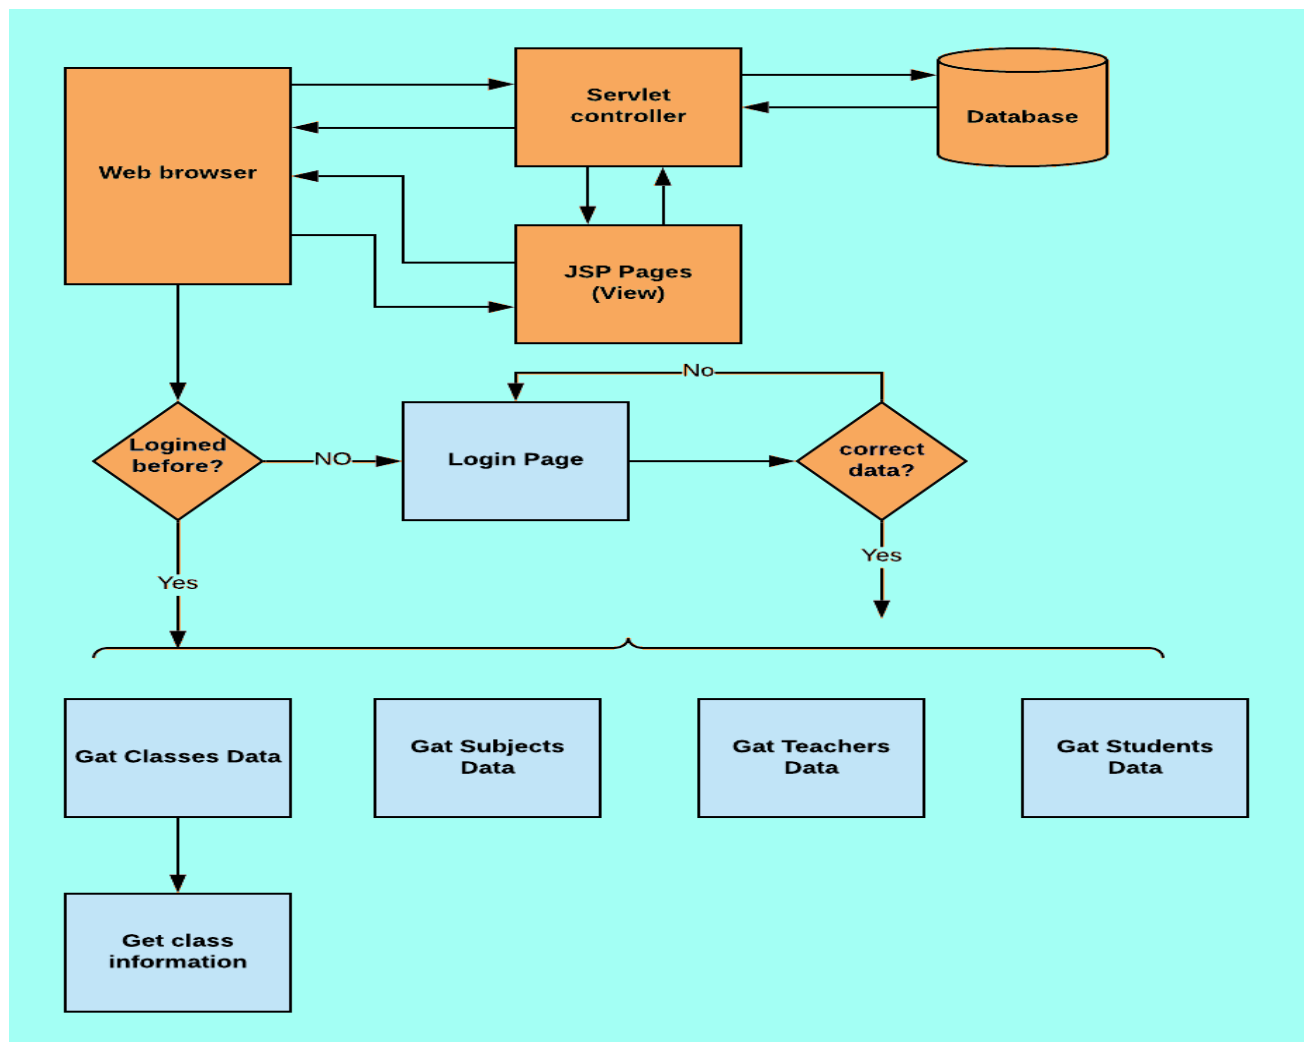 Servlet
controller
Database
Web browser
JSP Pages
(View)
No
Logined
before?
NO
Login Page
correct
data?
Yes
Yes
Gat Classes Data
Gat Subjects
Data
Gat Teachers
Data
Gat Students
Data
Get class
information